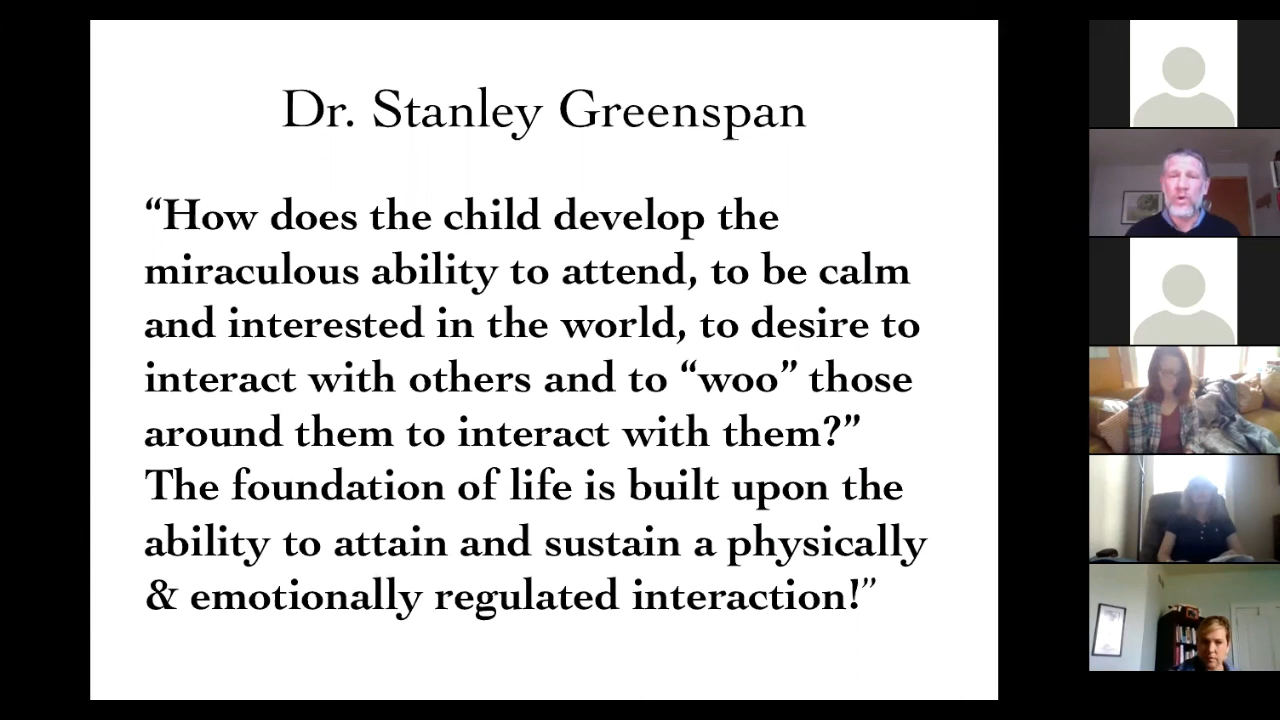 Dr. Stanley Greenspan
“How does the child develop the
miraculous ability to attend, to be calm
and interested in the world, to desire to
interact with others and to “woo” those
around them to interact with them?”
The foundation of life is built upon the
ability to attain and sustain a physically
& emotionally regulated interaction!”